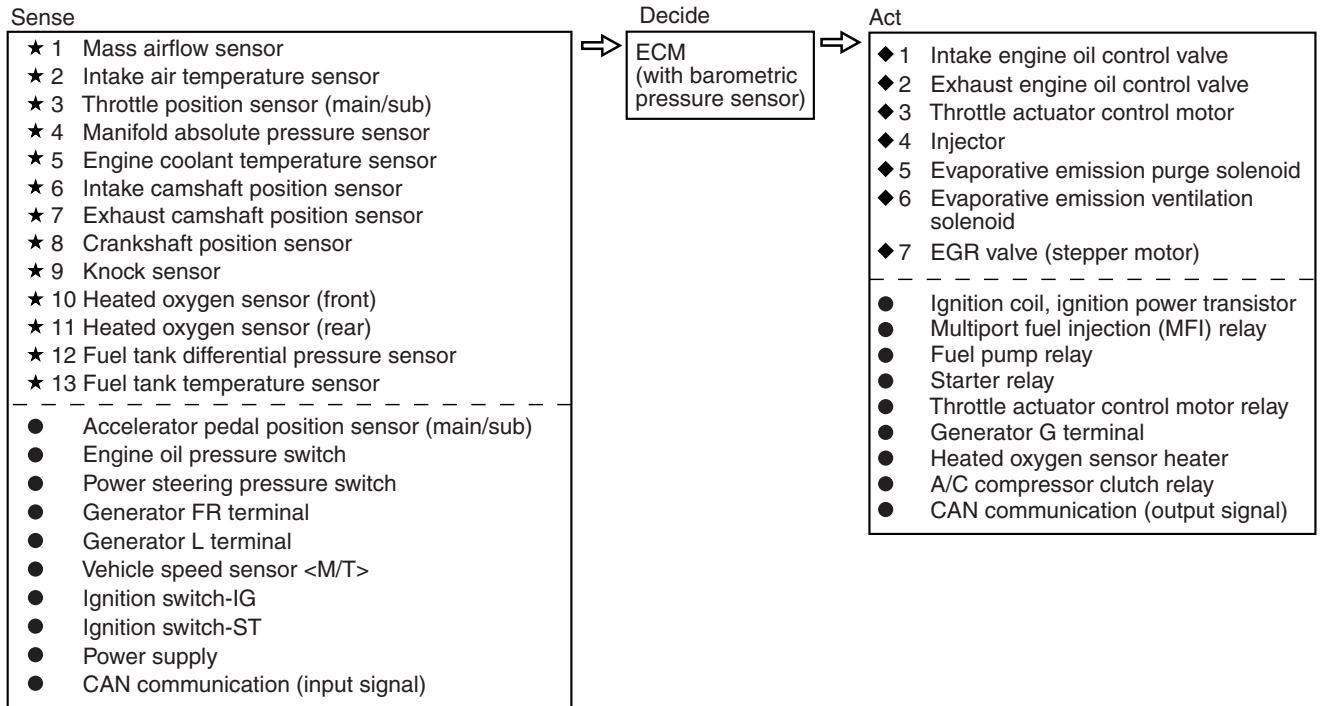 Sense
★ 1 Mass airflow sensor
★ 2 Intake air temperature sensor
★ 3 Throttle position sensor (main/sub)
★ 4 Manifold absolute pressure sensor
★ 5 Engine coolant temperature sensor
★ 6 Intake camshaft position sensor
★ 7 Exhaust camshaft position sensor
★ 8 Crankshaft position sensor
★ 9 Knock sensor
★ 10 Heated oxygen sensor (front)
★ 11 Heated oxygen sensor (rear)
★ 12 Fuel tank differential pressure sensor
★ 13 Fuel tank temperature sensor
● Accelerator pedal position sensor (main/sub)
● Engine oil pressure switch
● Power steering pressure switch
● Generator FR terminal
● Generator L terminal
● Vehicle speed sensor <M/T>
● Ignition switch-IG
● Ignition switch-ST
● Power supply
● CAN communication (input signal)
Decide
ECM
(with barometric
pressure sensor)
Act
◆ 1 Intake engine oil control valve
◆ 2 Exhaust engine oil control valve
◆ 3 Throttle actuator control motor
◆ 4 Injector
◆ 5 Evaporative emission purge solenoid
◆ 6 Evaporative emission ventilation
solenoid
◆ 7 EGR valve (stepper motor)
● Ignition coil, ignition power transistor
● Multiport fuel injection (MFI) relay
● Fuel pump relay
● Starter relay
● Throttle actuator control motor relay
● Generator G terminal
● Heated oxygen sensor heater
● A/C compressor clutch relay
● CAN communication (output signal)